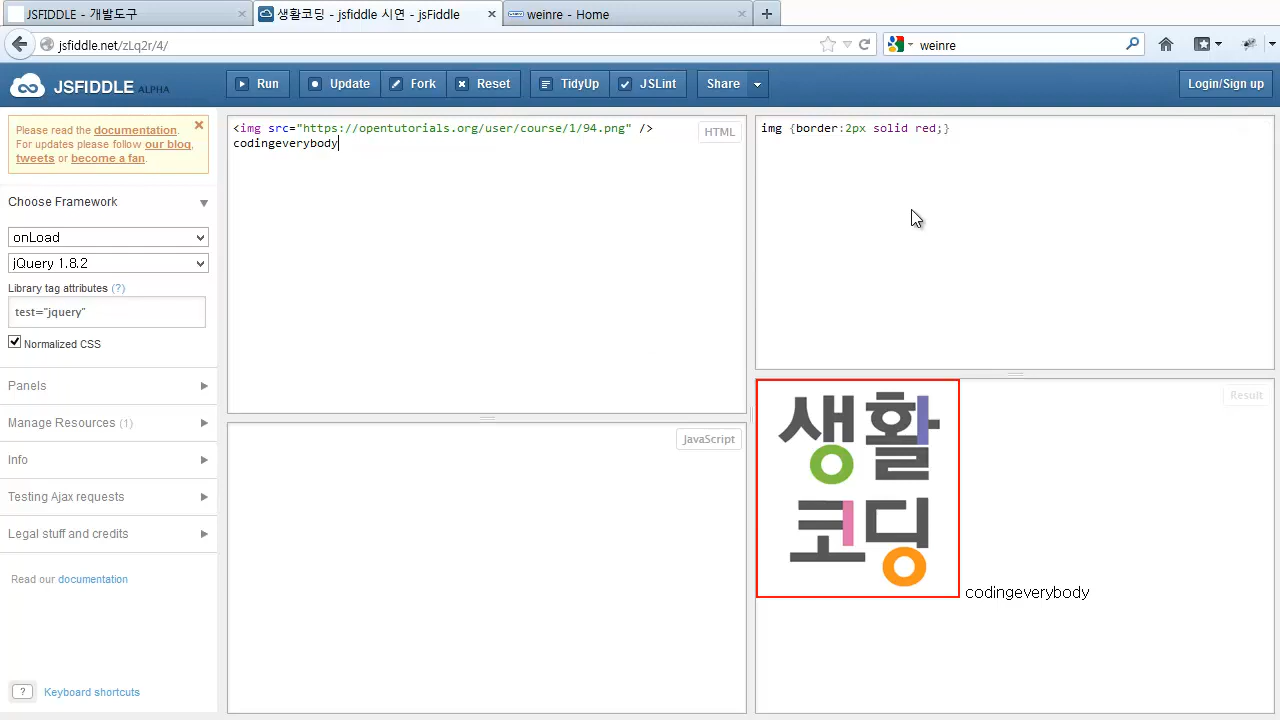 JSFIDDLE - 개발도구
생활코딩 - jsfiddle 시연 - jsFiddle
weinre - Home
jsfiddle.net/zLq2r/4/
weinre
JSFIDDLE ALPHA
Run
Update
Fork
Reset
TidyUp
JSLint
Share
Login/Sign up
Please read the documentation.
For updates please follow our blog,
tweets or become a fan.
Choose Framework
onLoad
jQuery 1.8.2
Library tag attributes (?)
test="jquery"
Normalized CSS
Panels
Manage Resources (1)
Info
Testing Ajax requests
Legal stuff and credits
Read our documentation
? Keyboard shortcuts
<img src="https://opentutorials.org/user/course/1/94.png" />
codingeverybody
HTML
img {border:2px solid red;}
JavaScript
Result
생활
코딩
codingeverybody